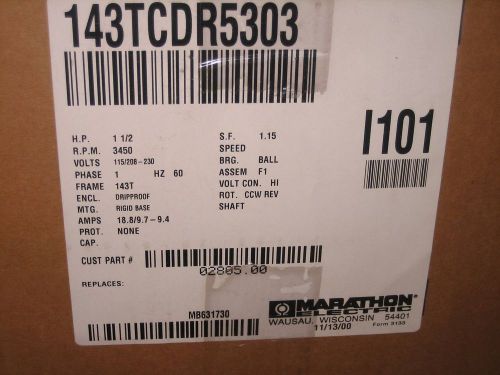 143TCDR5303
I101
H.P. 1 1/2
R.P.M. 3450
VOLTS 115/208-230
PHASE 1 HZ 60
FRAME 143T
ENCL. DRIPPROOF
MTG. RIGID BASE
AMPS 18.8/9.7-9.4
PROT. NONE
CAP.
S.F. 1.15
SPEED
BRG. BALL
ASSEM F1
VOLT CON. HI
ROT. CCW REV
SHAFT
CUST PART #
02805.00
REPLACES:
MB631730
MARATHON
ELECTRIC
WAUSAU, WISCONSIN 54401
11/13/00 Form 3133